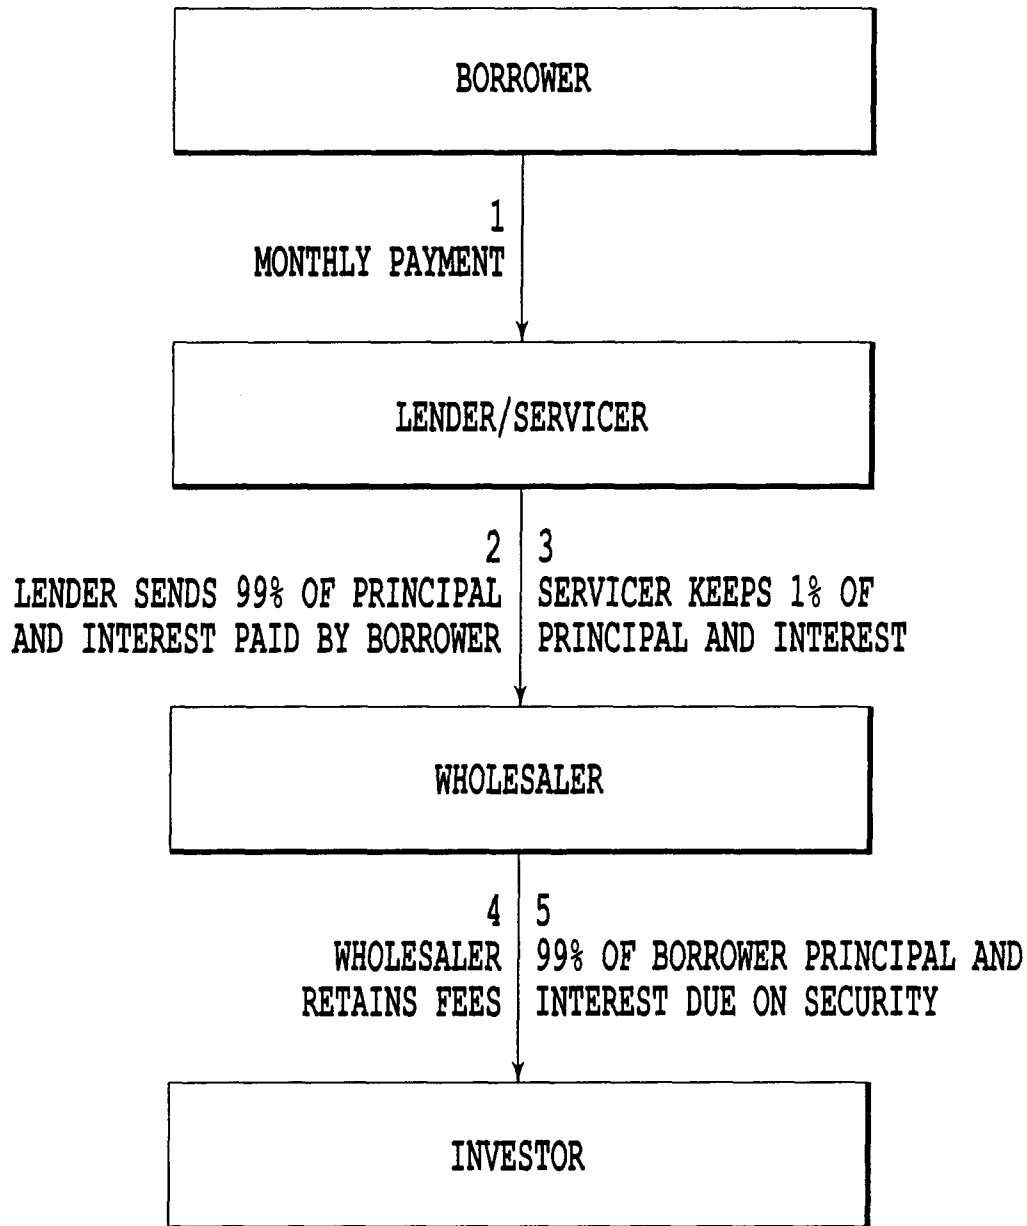 BORROWER
1
MONTHLY PAYMENT
LENDER/SERVICER
2
LENDER SENDS 99% OF PRINCIPAL
AND INTEREST PAID BY BORROWER
3
SERVICER KEEPS 1% OF
PRINCIPAL AND INTEREST
WHOLESALER
4
WHOLESALER
RETAINS FEES
5
99% OF BORROWER PRINCIPAL AND
INTEREST DUE ON SECURITY
INVESTOR